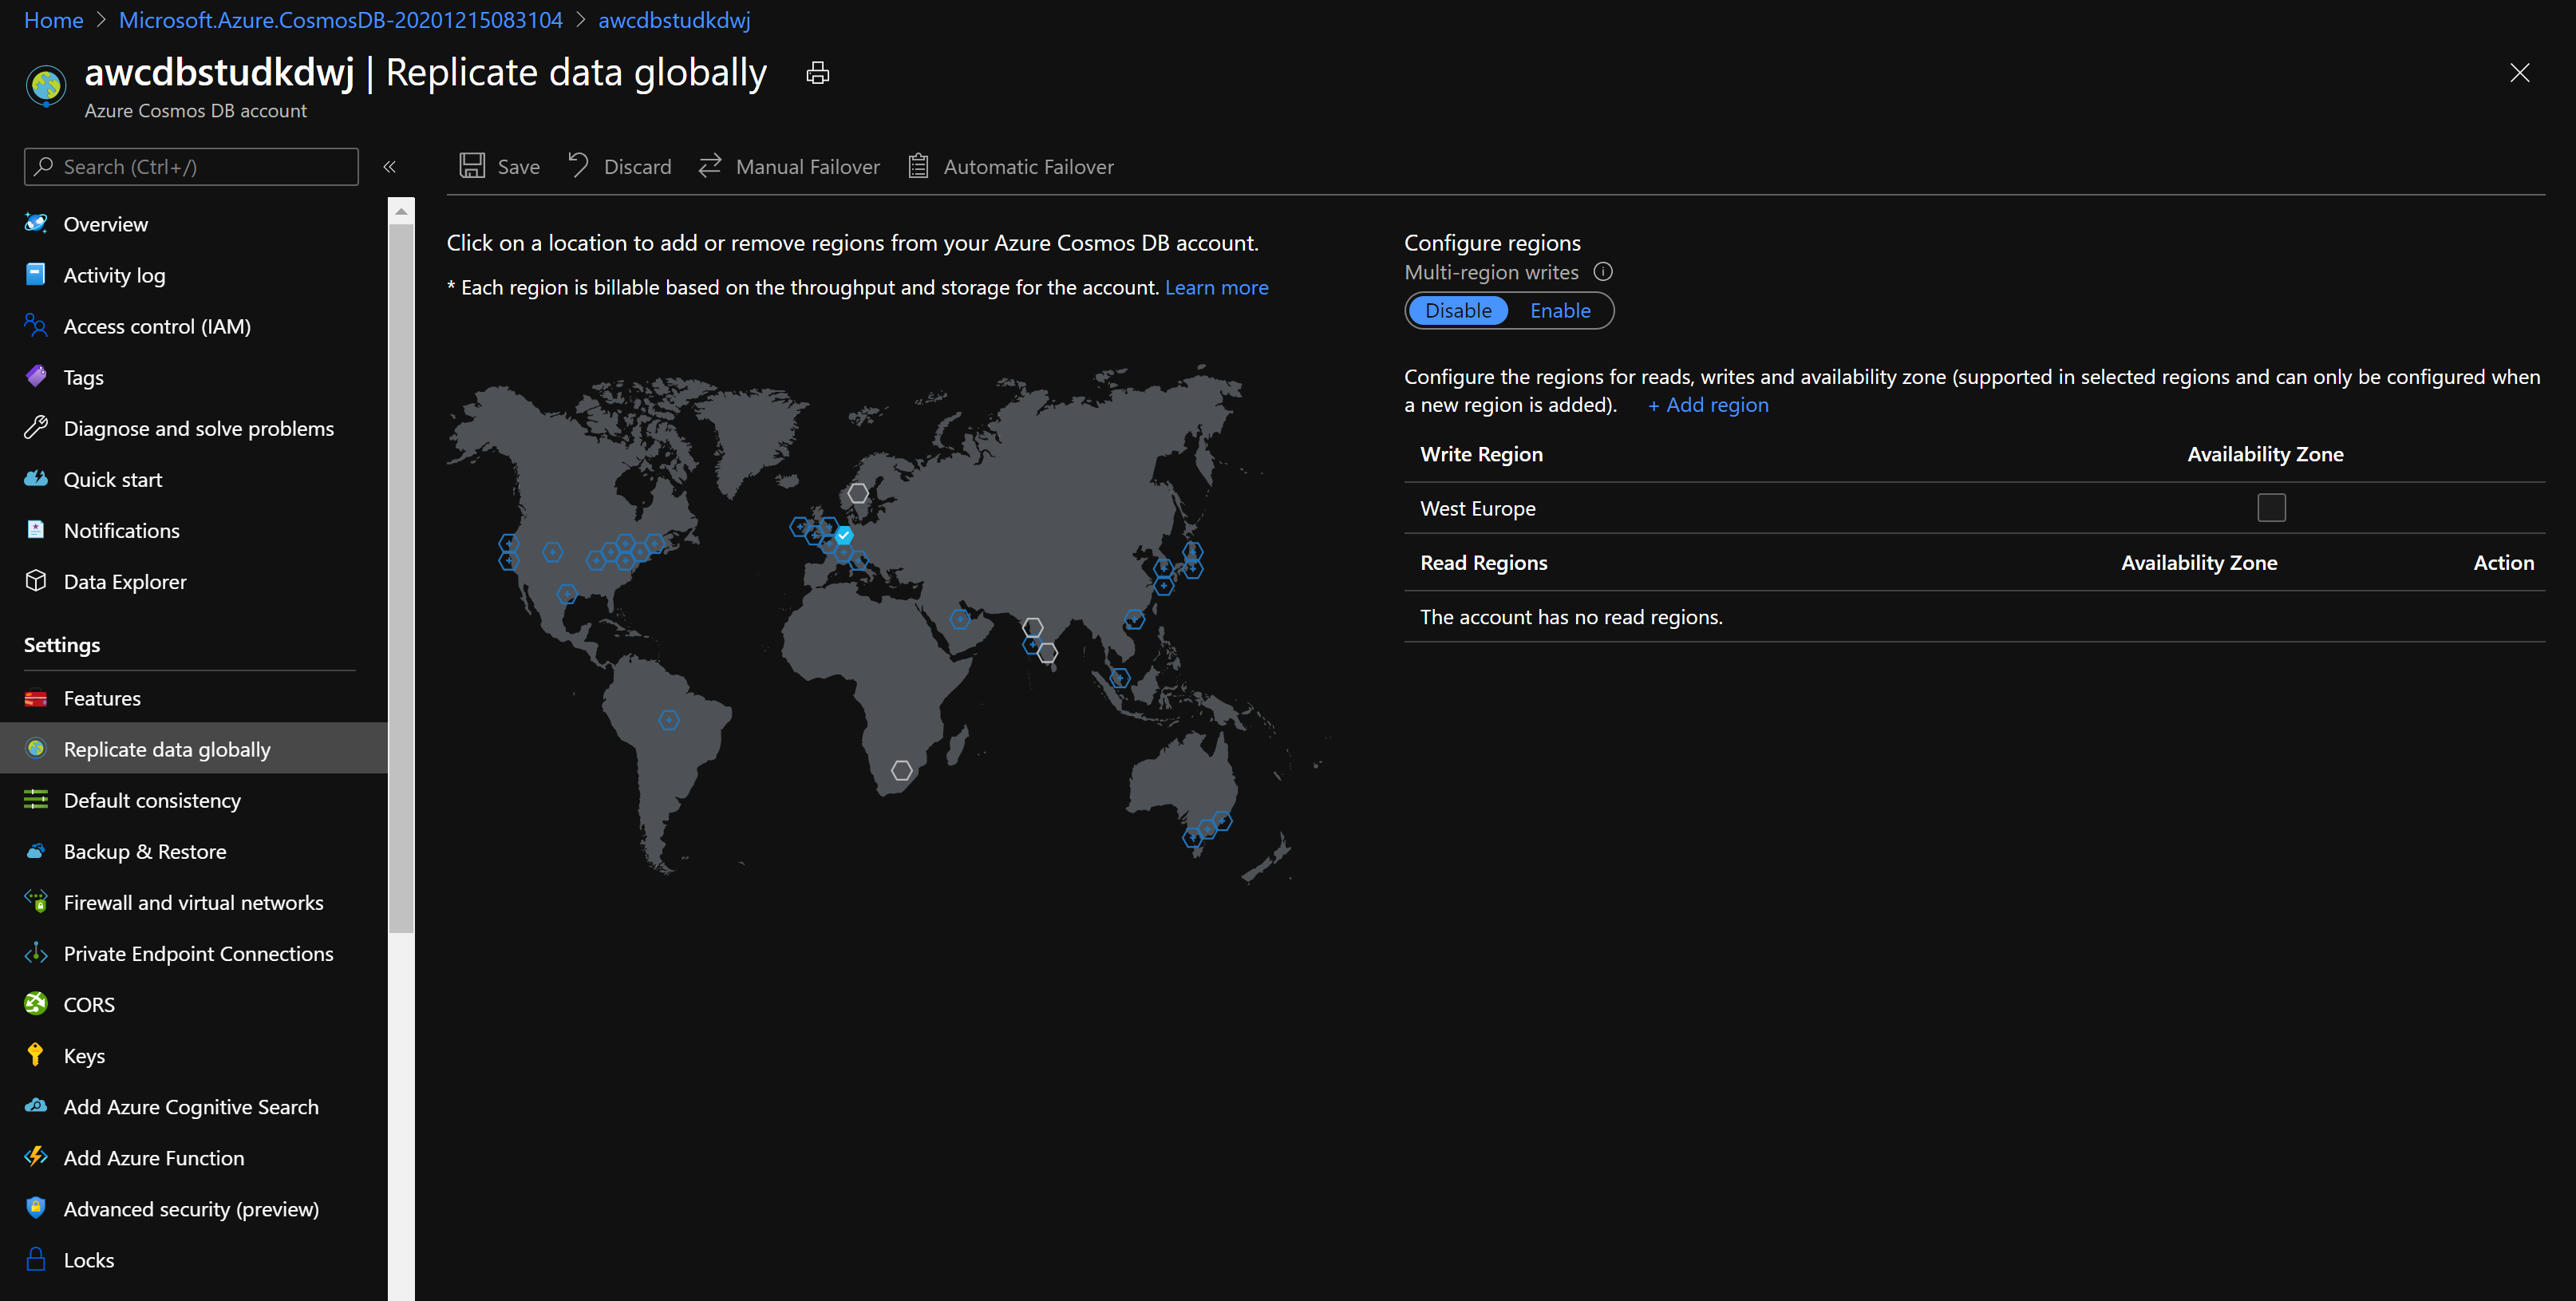 Home > Microsoft.Azure.CosmosDB-20201215083104 > awcdbstudkdwj
awcdbstudkdwj | Replicate data globally
Azure Cosmos DB account
Search (Ctrl+/)
«
Overview
Activity log
Access control (IAM)
Tags
Diagnose and solve problems
Quick start
Notifications
Data Explorer
Settings
Features
Replicate data globally
Default consistency
Backup & Restore
Firewall and virtual networks
Private Endpoint Connections
CORS
Keys
Add Azure Cognitive Search
Add Azure Function
Advanced security (preview)
Locks
Save Discard Manual Failover Automatic Failover
Click on a location to add or remove regions from your Azure Cosmos DB account.
* Each region is billable based on the throughput and storage for the account. Learn more
Configure regions
Multi-region writes
Disable Enable
Configure the regions for reads, writes and availability zone (supported in selected regions and can only be configured when
a new region is added). + Add region
Write Region Availability Zone
West Europe
Read Regions Availability Zone Action
The account has no read regions.